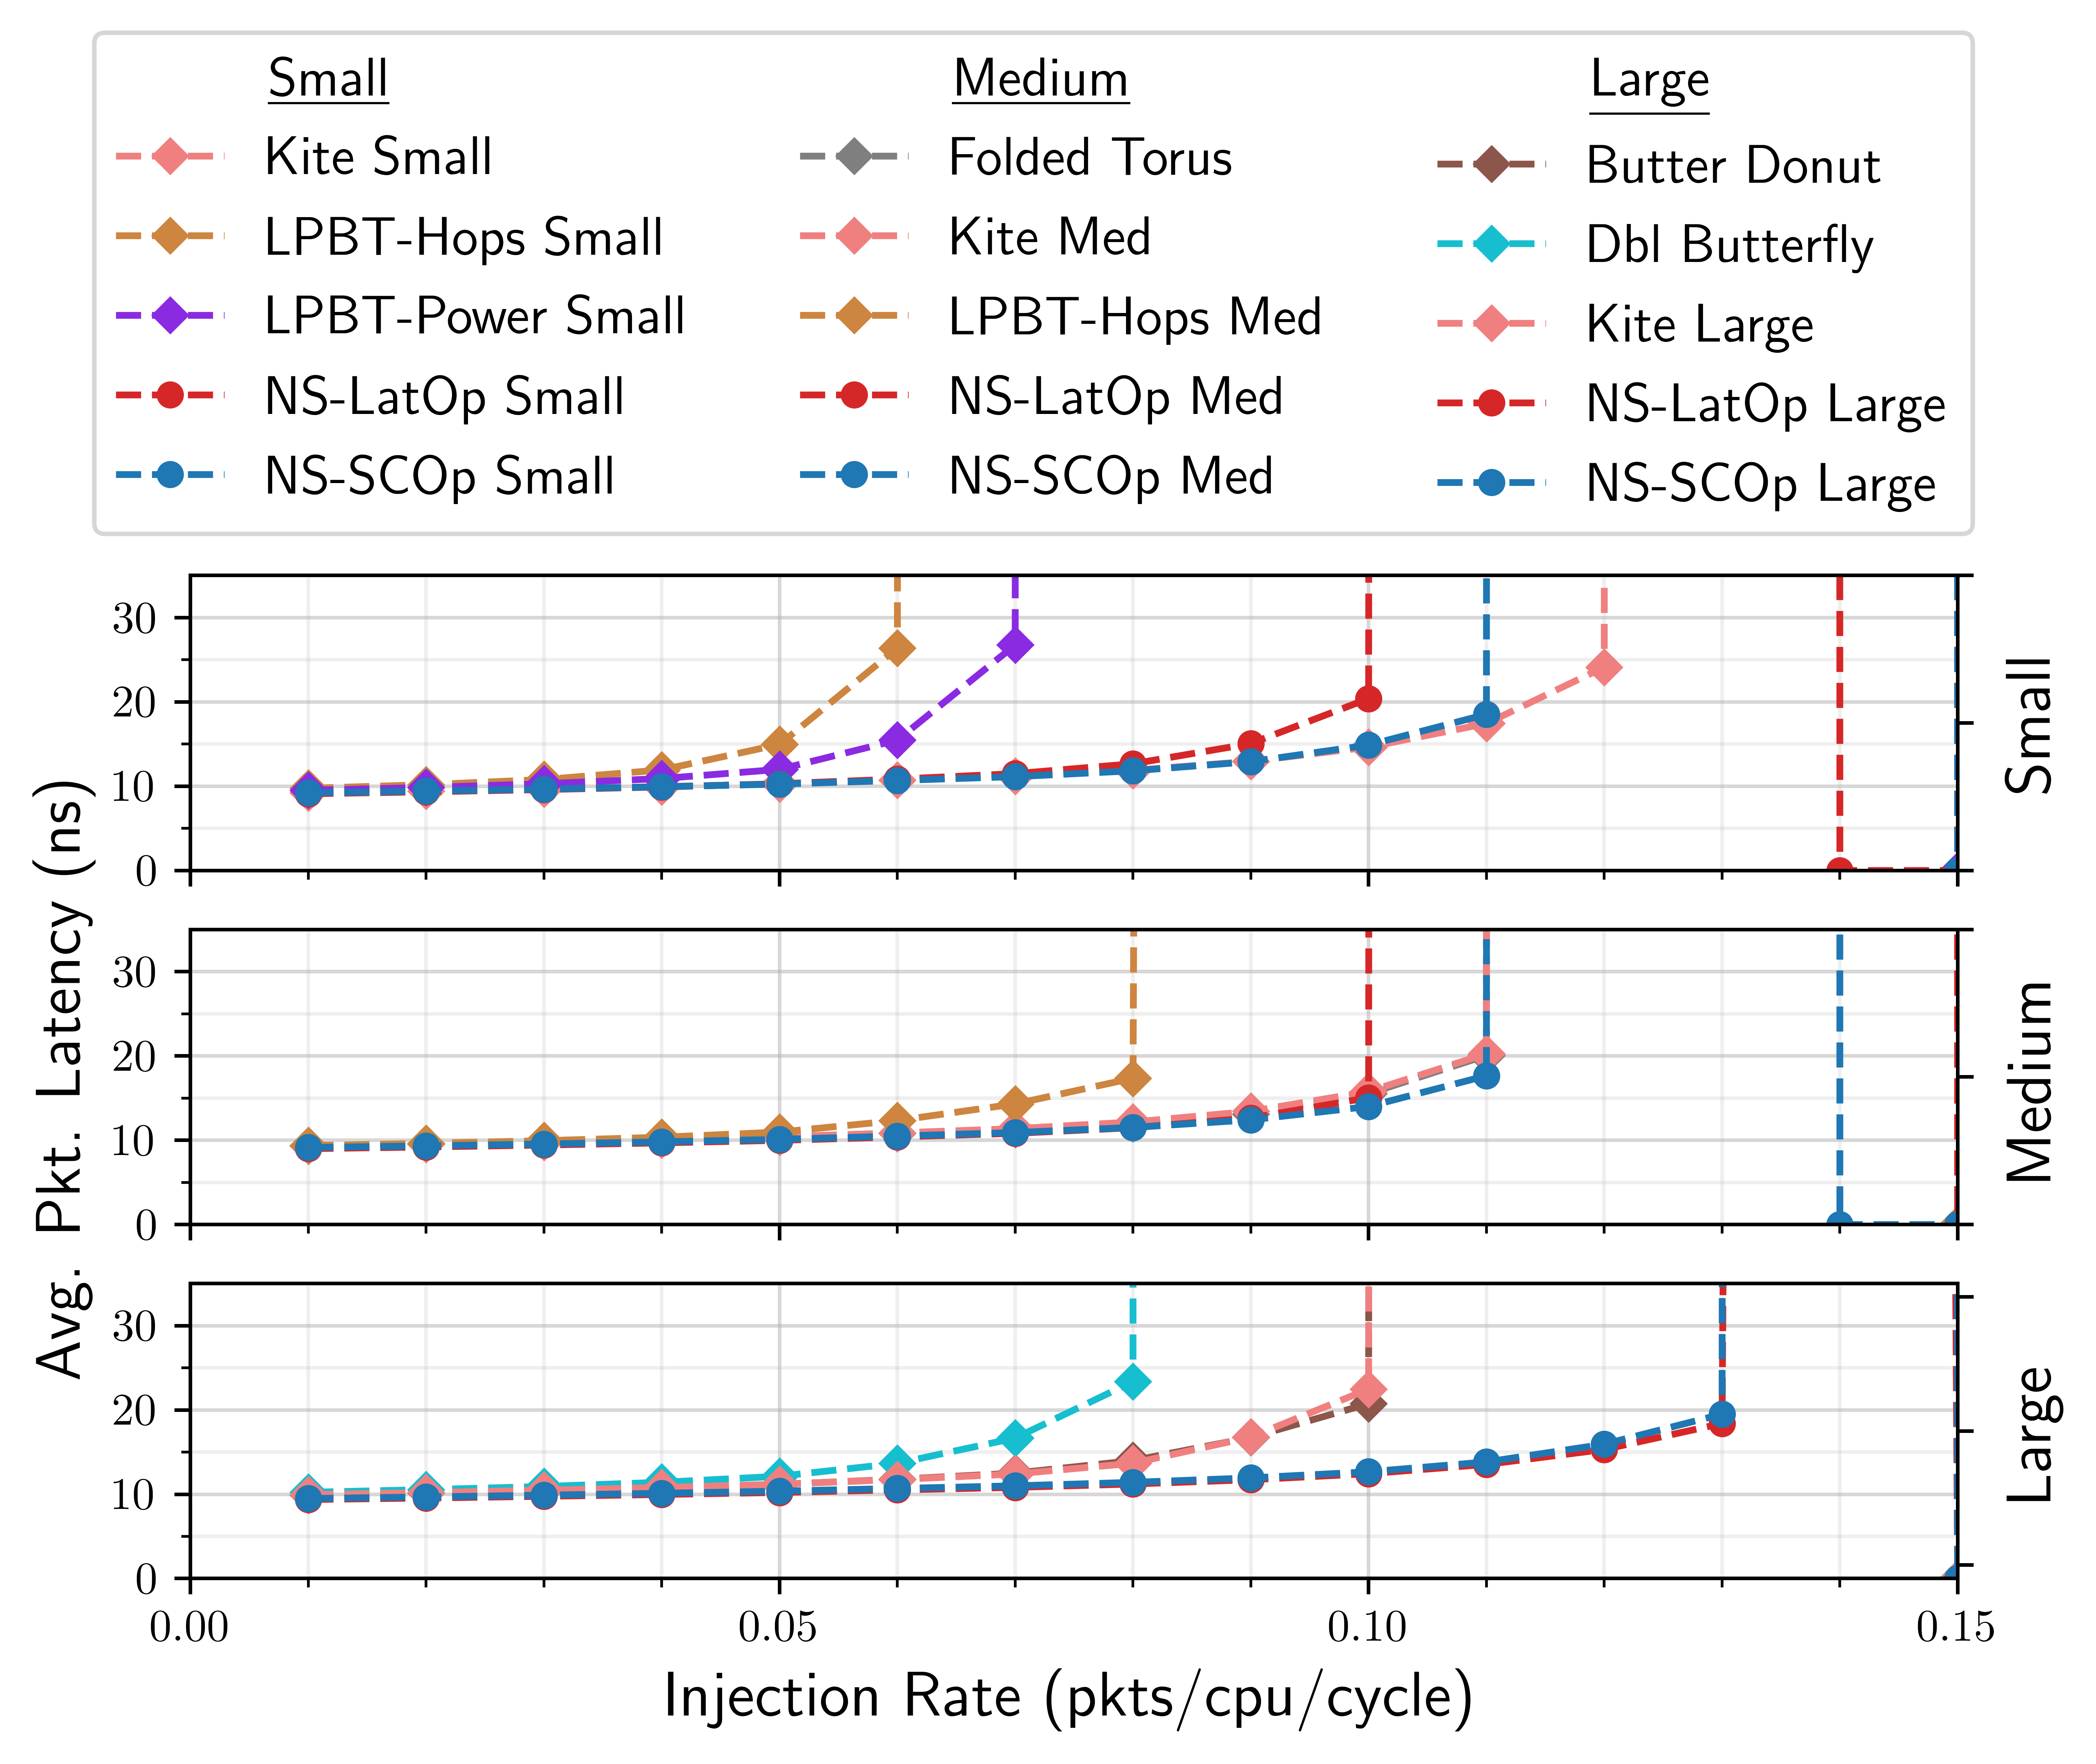 Small
Kite Small
LPBT-Hops Small
LPBT-Power Small
NS-LatOp Small
NS-SCOp Small
Medium
Folded Torus
Kite Med
LPBT-Hops Med
NS-LatOp Med
NS-SCOp Med
Large
Butter Donut
Dbl Butterfly
Kite Large
NS-LatOp Large
NS-SCOp Large
Avg. Pkt. Latency (ns)
30
20
10
0
Small
30
20
10
0
Medium
30
20
10
0
Large
0.00 0.05 0.10 0.15
Injection Rate (pkts/cpu/cycle)